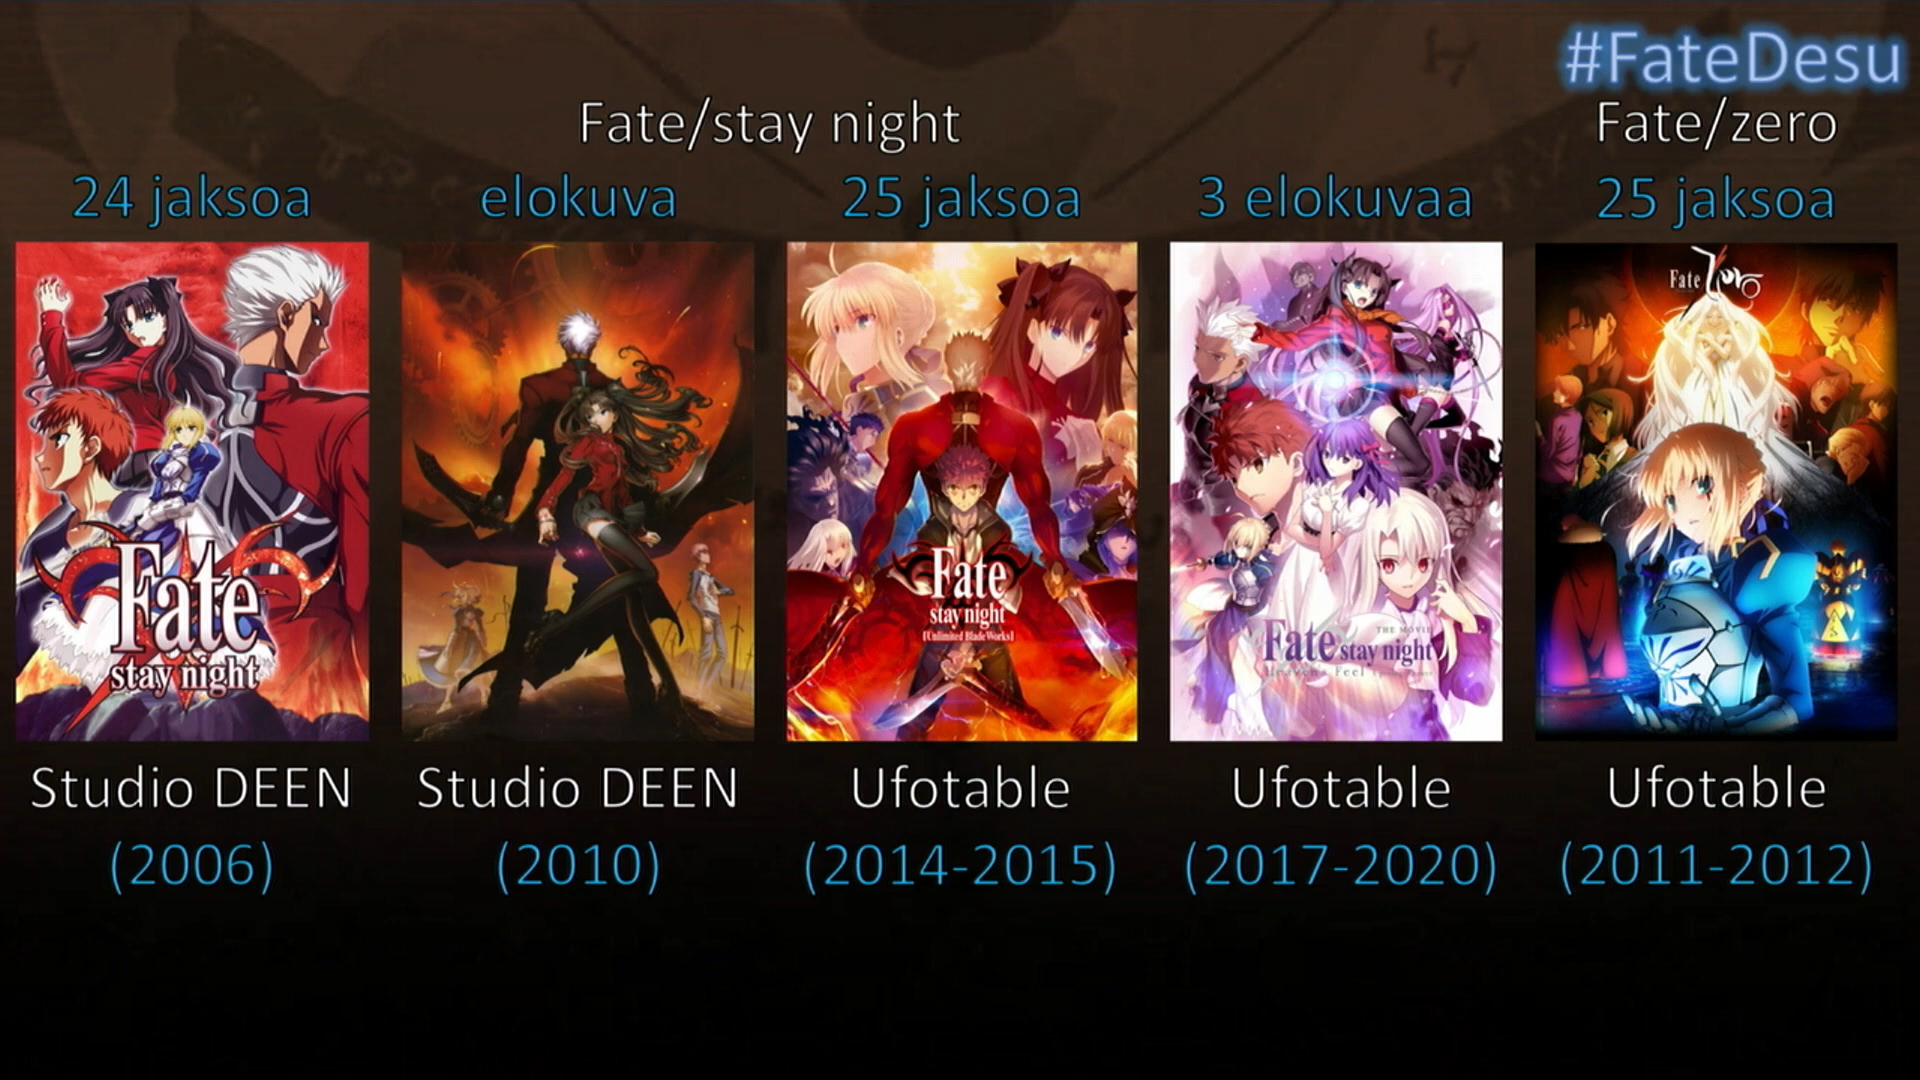 #FateDesu
Fate/stay night
Fate/zero
24 jaksoa
elokuva
25 jaksoa
3 elokuvaa
25 jaksoa
Fate
stay night
Fate
stay night
[Unlimited Blade Works]
THE MOVIE
Fate stay night
Heaven's Feel
Fate Zero
Studio DEEN
Studio DEEN
Ufotable
Ufotable
Ufotable
(2006)
(2010)
(2014-2015)
(2017-2020)
(2011-2012)